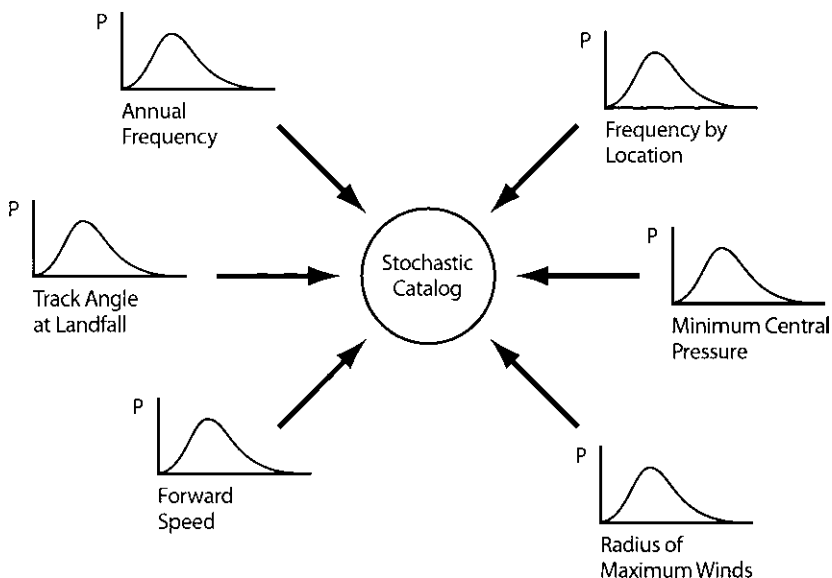 P
Annual
Frequency
P
Frequency by
Location
P
Track Angle
at Landfall
Stochastic
Catalog
P
Minimum Central
Pressure
P
Forward
Speed
P
Radius of
Maximum Winds